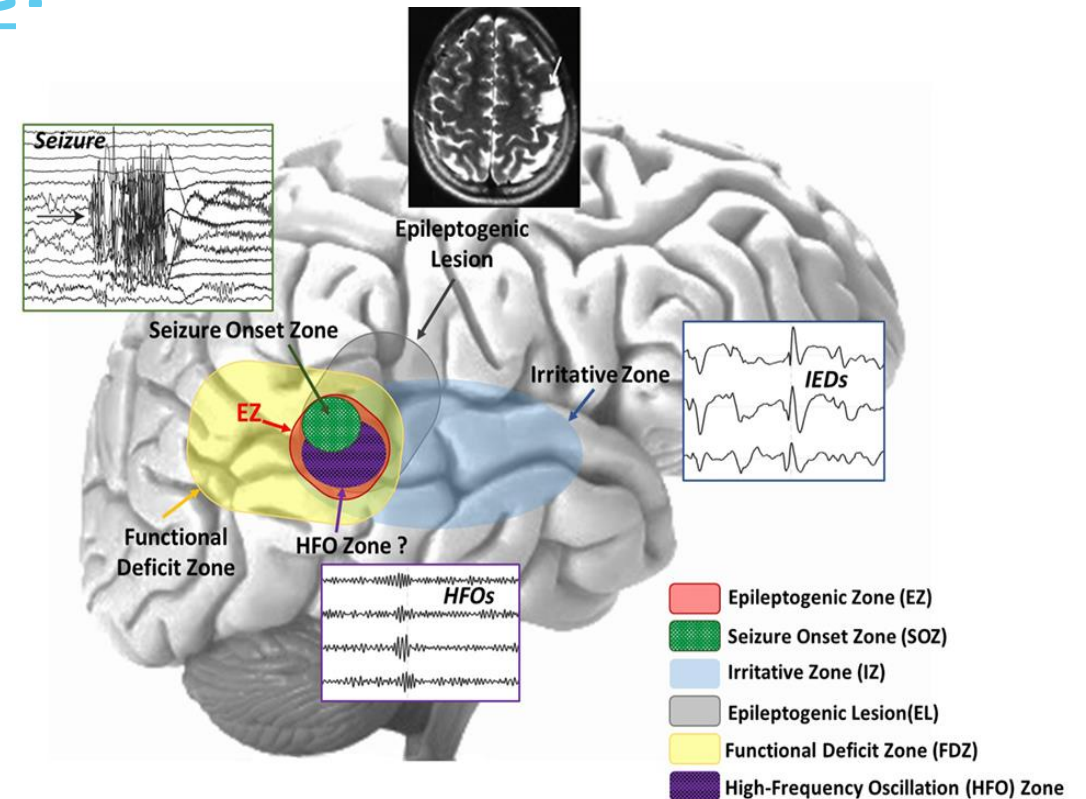 Seizure
Epileptogenic
Lesion
Seizure Onset Zone
Irritative Zone
IEDs
EZ
Functional
Deficit Zone
HFO Zone ?
HFOs
Epileptogenic Zone (EZ)
Seizure Onset Zone (SOZ)
Irritative Zone (IZ)
Epileptogenic Lesion(EL)
Functional Deficit Zone (FDZ)
High-Frequency Oscillation (HFO) Zone